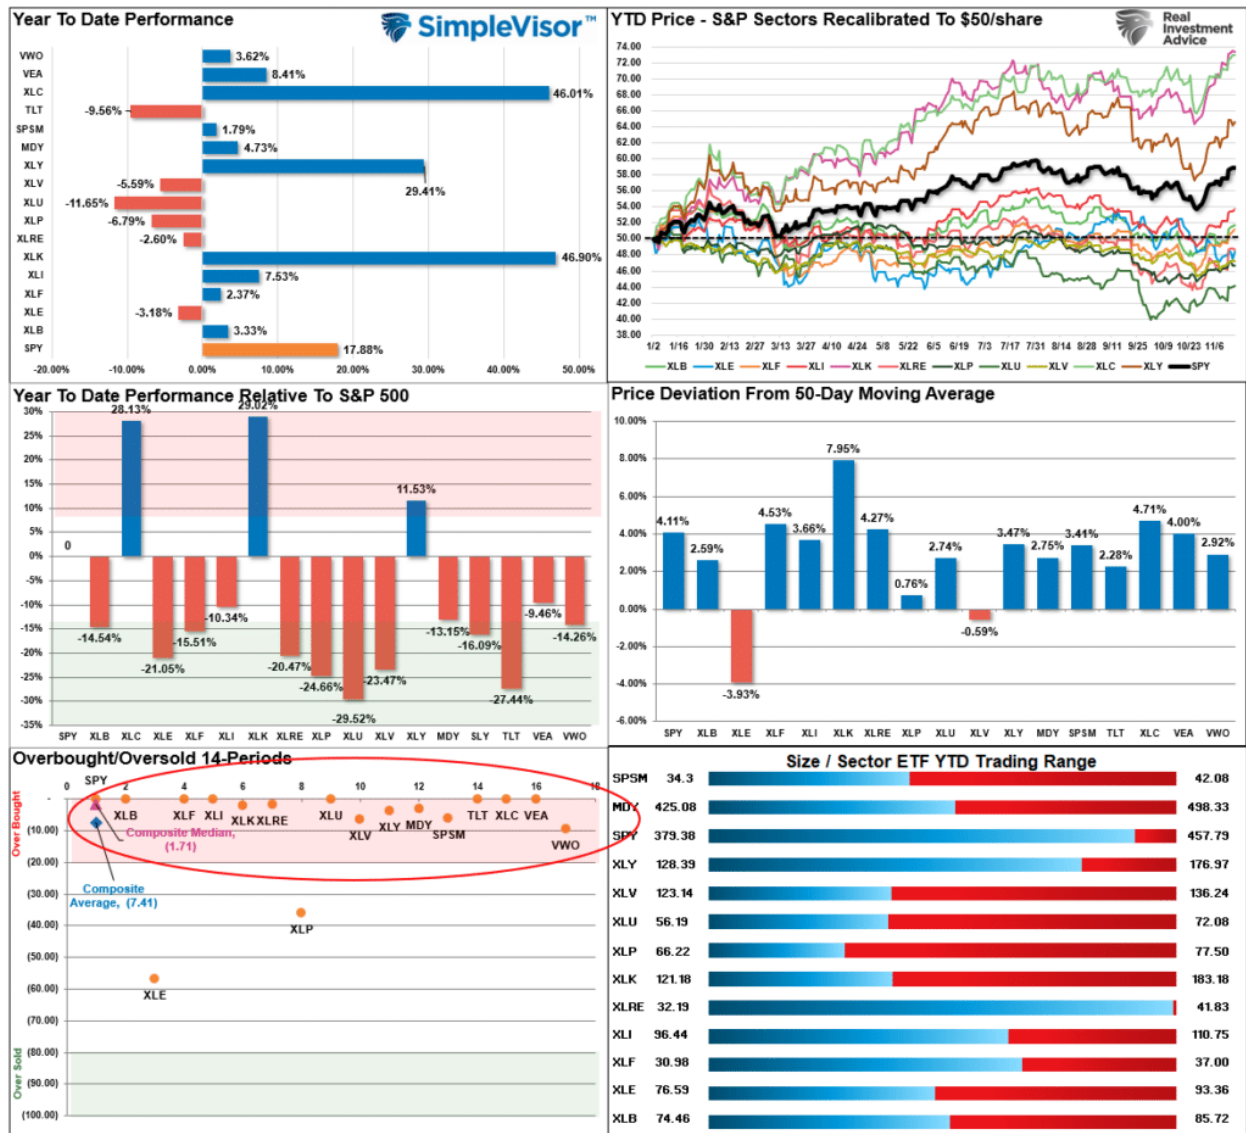 Year To Date Performance
SimpleVisor™
VWO 3.62%
VEA 8.41%
XLC 46.01%
TLT -9.56%
SPSM 1.79%
MDY 4.73%
XLY 29.41%
XLV -5.59%
XLU -11.65%
XLP -6.79%
XLRE -2.60%
XLK 46.90%
XLI 7.53%
XLF 2.37%
XLE -3.18%
XLB 3.33%
SPY 17.88%
-20.00% -10.00% 0.00% 10.00% 20.00% 30.00% 40.00% 50.00%
YTD Price - S&P Sectors Recalibrated To $50/share
Real
Investment
Advice
74.00
72.00
70.00
68.00
66.00
64.00
62.00
60.00
58.00
56.00
54.00
52.00
50.00
48.00
46.00
44.00
42.00
40.00
38.00
1/2 1/16 1/30 2/13 2/27 3/13 3/27 4/10 4/24 5/8 5/22 6/5 6/19 7/3 7/17 7/31 8/14 8/28 9/11 9/25 10/9 10/23 11/6
XLB XLE XLF XLI XLK XLRE XLP XLU XLV XLC XLY SPY
Year To Date Performance Relative To S&P 500
30%
25%
20%
15%
10%
5%
0%
-5%
-10%
-15%
-20%
-25%
-30%
-35%
0 -14.54% 28.13% -21.05% -15.51% -10.34% 29.02% -20.47% -24.66% -29.52% -23.47% 11.53% -13.15% -16.09% -27.44% -9.46% -14.26%
SPY XLB XLC XLE XLF XLI XLK XLRE XLP XLU XLV XLY MDY SLY TLT VEA VWO
Price Deviation From 50-Day Moving Average
10.00%
8.00%
6.00%
4.00%
2.00%
0.00%
-2.00%
-4.00%
-6.00%
4.11% 2.59% -3.93% 4.53% 3.66% 7.95% 4.27% 0.76% 2.74% -0.59% 3.47% 2.75% 3.41% 2.28% 4.71% 4.00% 2.92%
SPY XLB XLE XLF XLI XLK XLRE XLP XLU XLV XLY MDY SPSM TLT XLC VEA VWO
Overbought/Oversold 14-Periods
0 2 4 6 8 10 12 14 16 18
-
(10.00)
(20.00)
(30.00)
(40.00)
(50.00)
(60.00)
(70.00)
(80.00)
(90.00)
(100.00)
Over Bought
Over Sold
SPY
XLB XLF XLI XLK XLRE XLU XLV XLY MDY SPSM TLT XLC VEA VWO
Composite Median,
(1.71)
Composite
Average, (7.41)
XLP
XLE
Size / Sector ETF YTD Trading Range
SPSM 34.3 42.08
MDY 425.08 498.33
SPY 379.38 457.79
XLY 128.39 176.97
XLV 123.14 136.24
XLU 56.19 72.08
XLP 66.22 77.50
XLK 121.18 183.18
XLRE 32.19 41.83
XLI 96.44 110.75
XLF 30.98 37.00
XLE 76.59 93.36
XLB 74.46 85.72